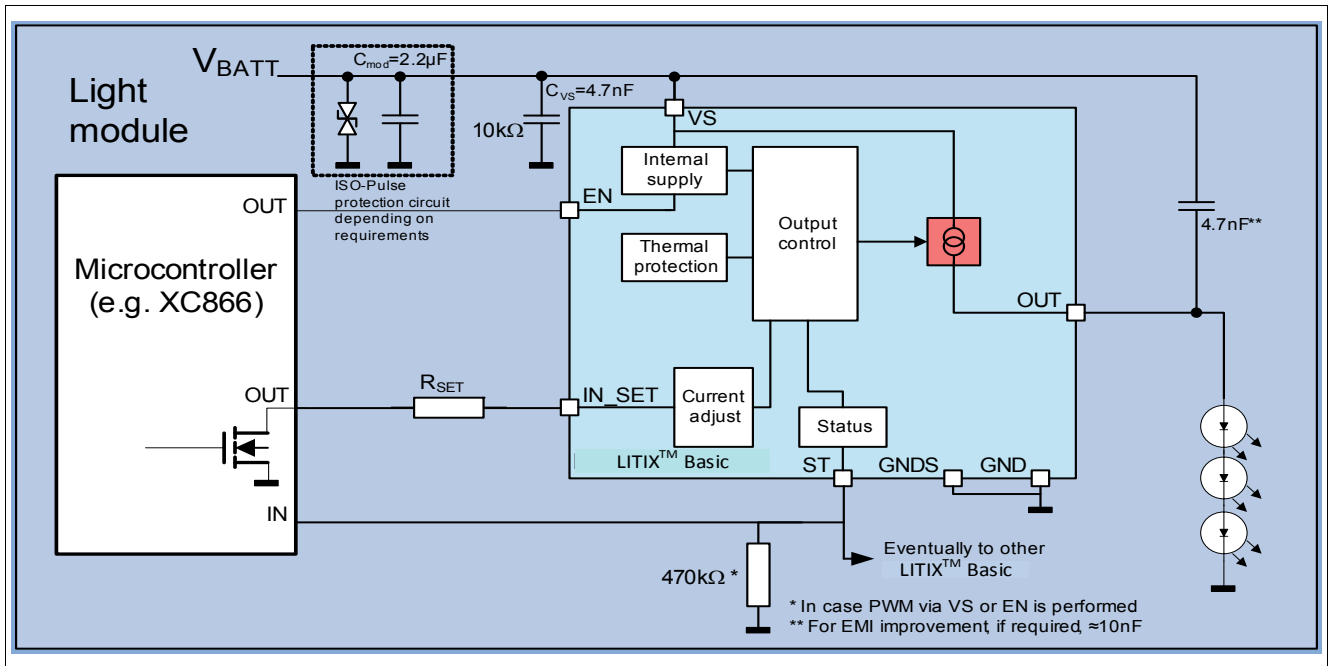 V_BATT
C_mod=2.2µF
Light
module
C_VS=4.7nF
10kΩ
VS
ISO-Pulse
protection circuit
depending on
requirements
OUT
EN
Internal
supply
Output
control
4.7nF**
Thermal
protection
Microcontroller
(e.g. XC866)
OUT
OUT
R_SET
IN_SET
Current
adjust
Status
LITIX™ Basic
ST
GNDS
GND
IN
Eventually to other
LITIX™ Basic
470kΩ *
* In case PWM via VS or EN is performed
** For EMI improvement, if required, ≈10nF